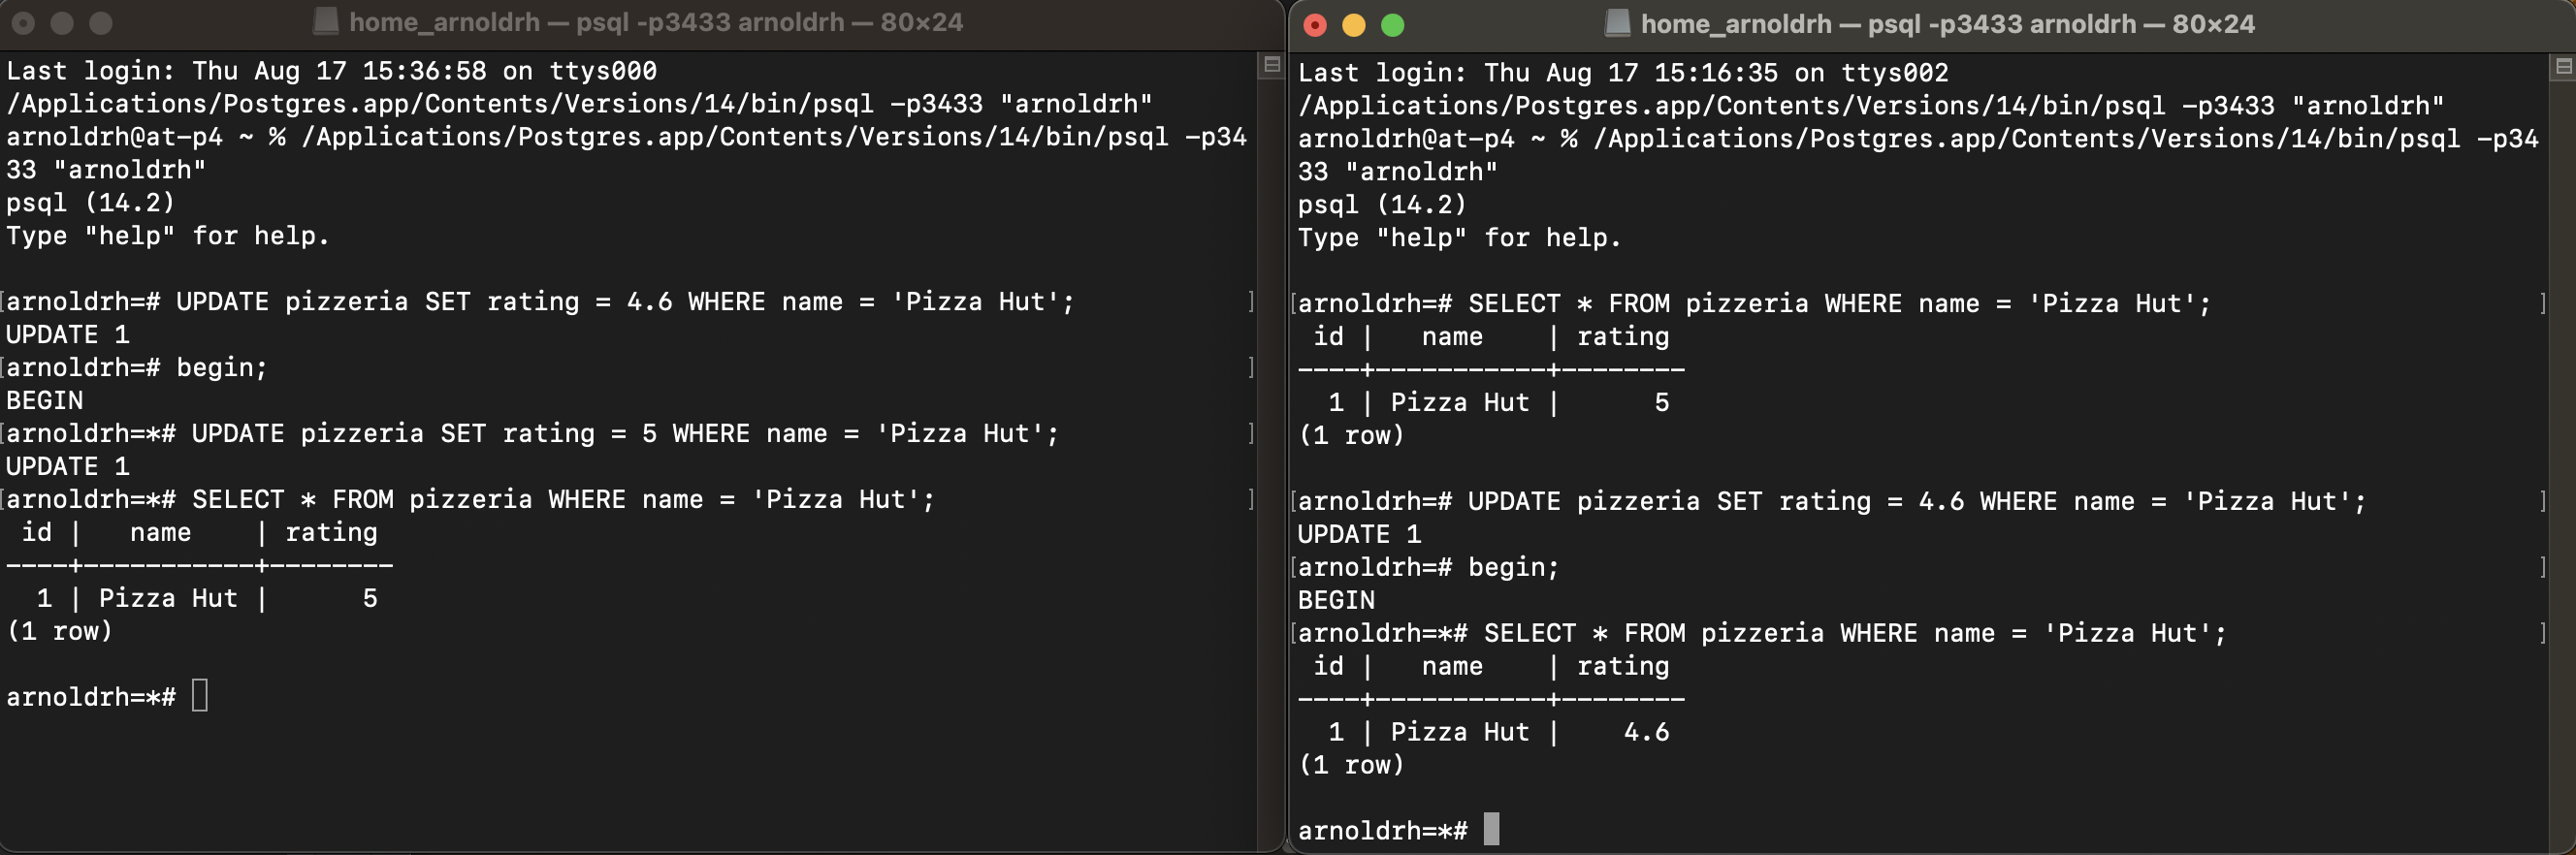 home_arnoldrh — psql -p3433 arnoldrh — 80×24
Last login: Thu Aug 17 15:36:58 on ttys000
/Applications/Postgres.app/Contents/Versions/14/bin/psql -p3433 "arnoldrh"
arnoldrh@at-p4 ~ % /Applications/Postgres.app/Contents/Versions/14/bin/psql -p34
33 "arnoldrh"
psql (14.2)
Type "help" for help.
[arnoldrh=# UPDATE pizzeria SET rating = 4.6 WHERE name = 'Pizza Hut'; ]
UPDATE 1
[arnoldrh=# begin; ]
BEGIN
[arnoldrh=*# UPDATE pizzeria SET rating = 5 WHERE name = 'Pizza Hut'; ]
UPDATE 1
[arnoldrh=*# SELECT * FROM pizzeria WHERE name = 'Pizza Hut'; ]
 id |   name    | rating
----+-----------+--------
  1 | Pizza Hut |      5
(1 row)
arnoldrh=*#
home_arnoldrh — psql -p3433 arnoldrh — 80×24
Last login: Thu Aug 17 15:16:35 on ttys002
/Applications/Postgres.app/Contents/Versions/14/bin/psql -p3433 "arnoldrh"
arnoldrh@at-p4 ~ % /Applications/Postgres.app/Contents/Versions/14/bin/psql -p34
33 "arnoldrh"
psql (14.2)
Type "help" for help.
[arnoldrh=# SELECT * FROM pizzeria WHERE name = 'Pizza Hut'; ]
 id |   name    | rating
----+-----------+--------
  1 | Pizza Hut |      5
(1 row)
[arnoldrh=# UPDATE pizzeria SET rating = 4.6 WHERE name = 'Pizza Hut'; ]
UPDATE 1
[arnoldrh=# begin; ]
BEGIN
[arnoldrh=*# SELECT * FROM pizzeria WHERE name = 'Pizza Hut'; ]
 id |   name    | rating
----+-----------+--------
  1 | Pizza Hut |    4.6
(1 row)
arnoldrh=*#